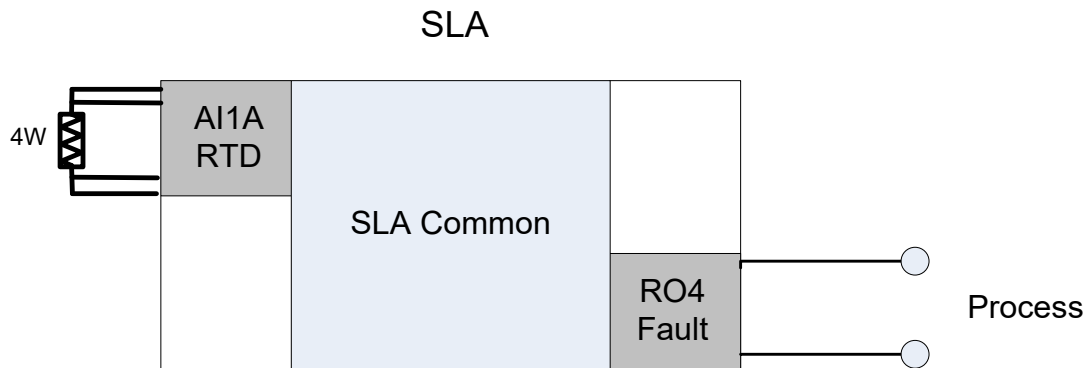 SLA
4W
AI1A
RTD
SLA Common
RO4
Fault
Process